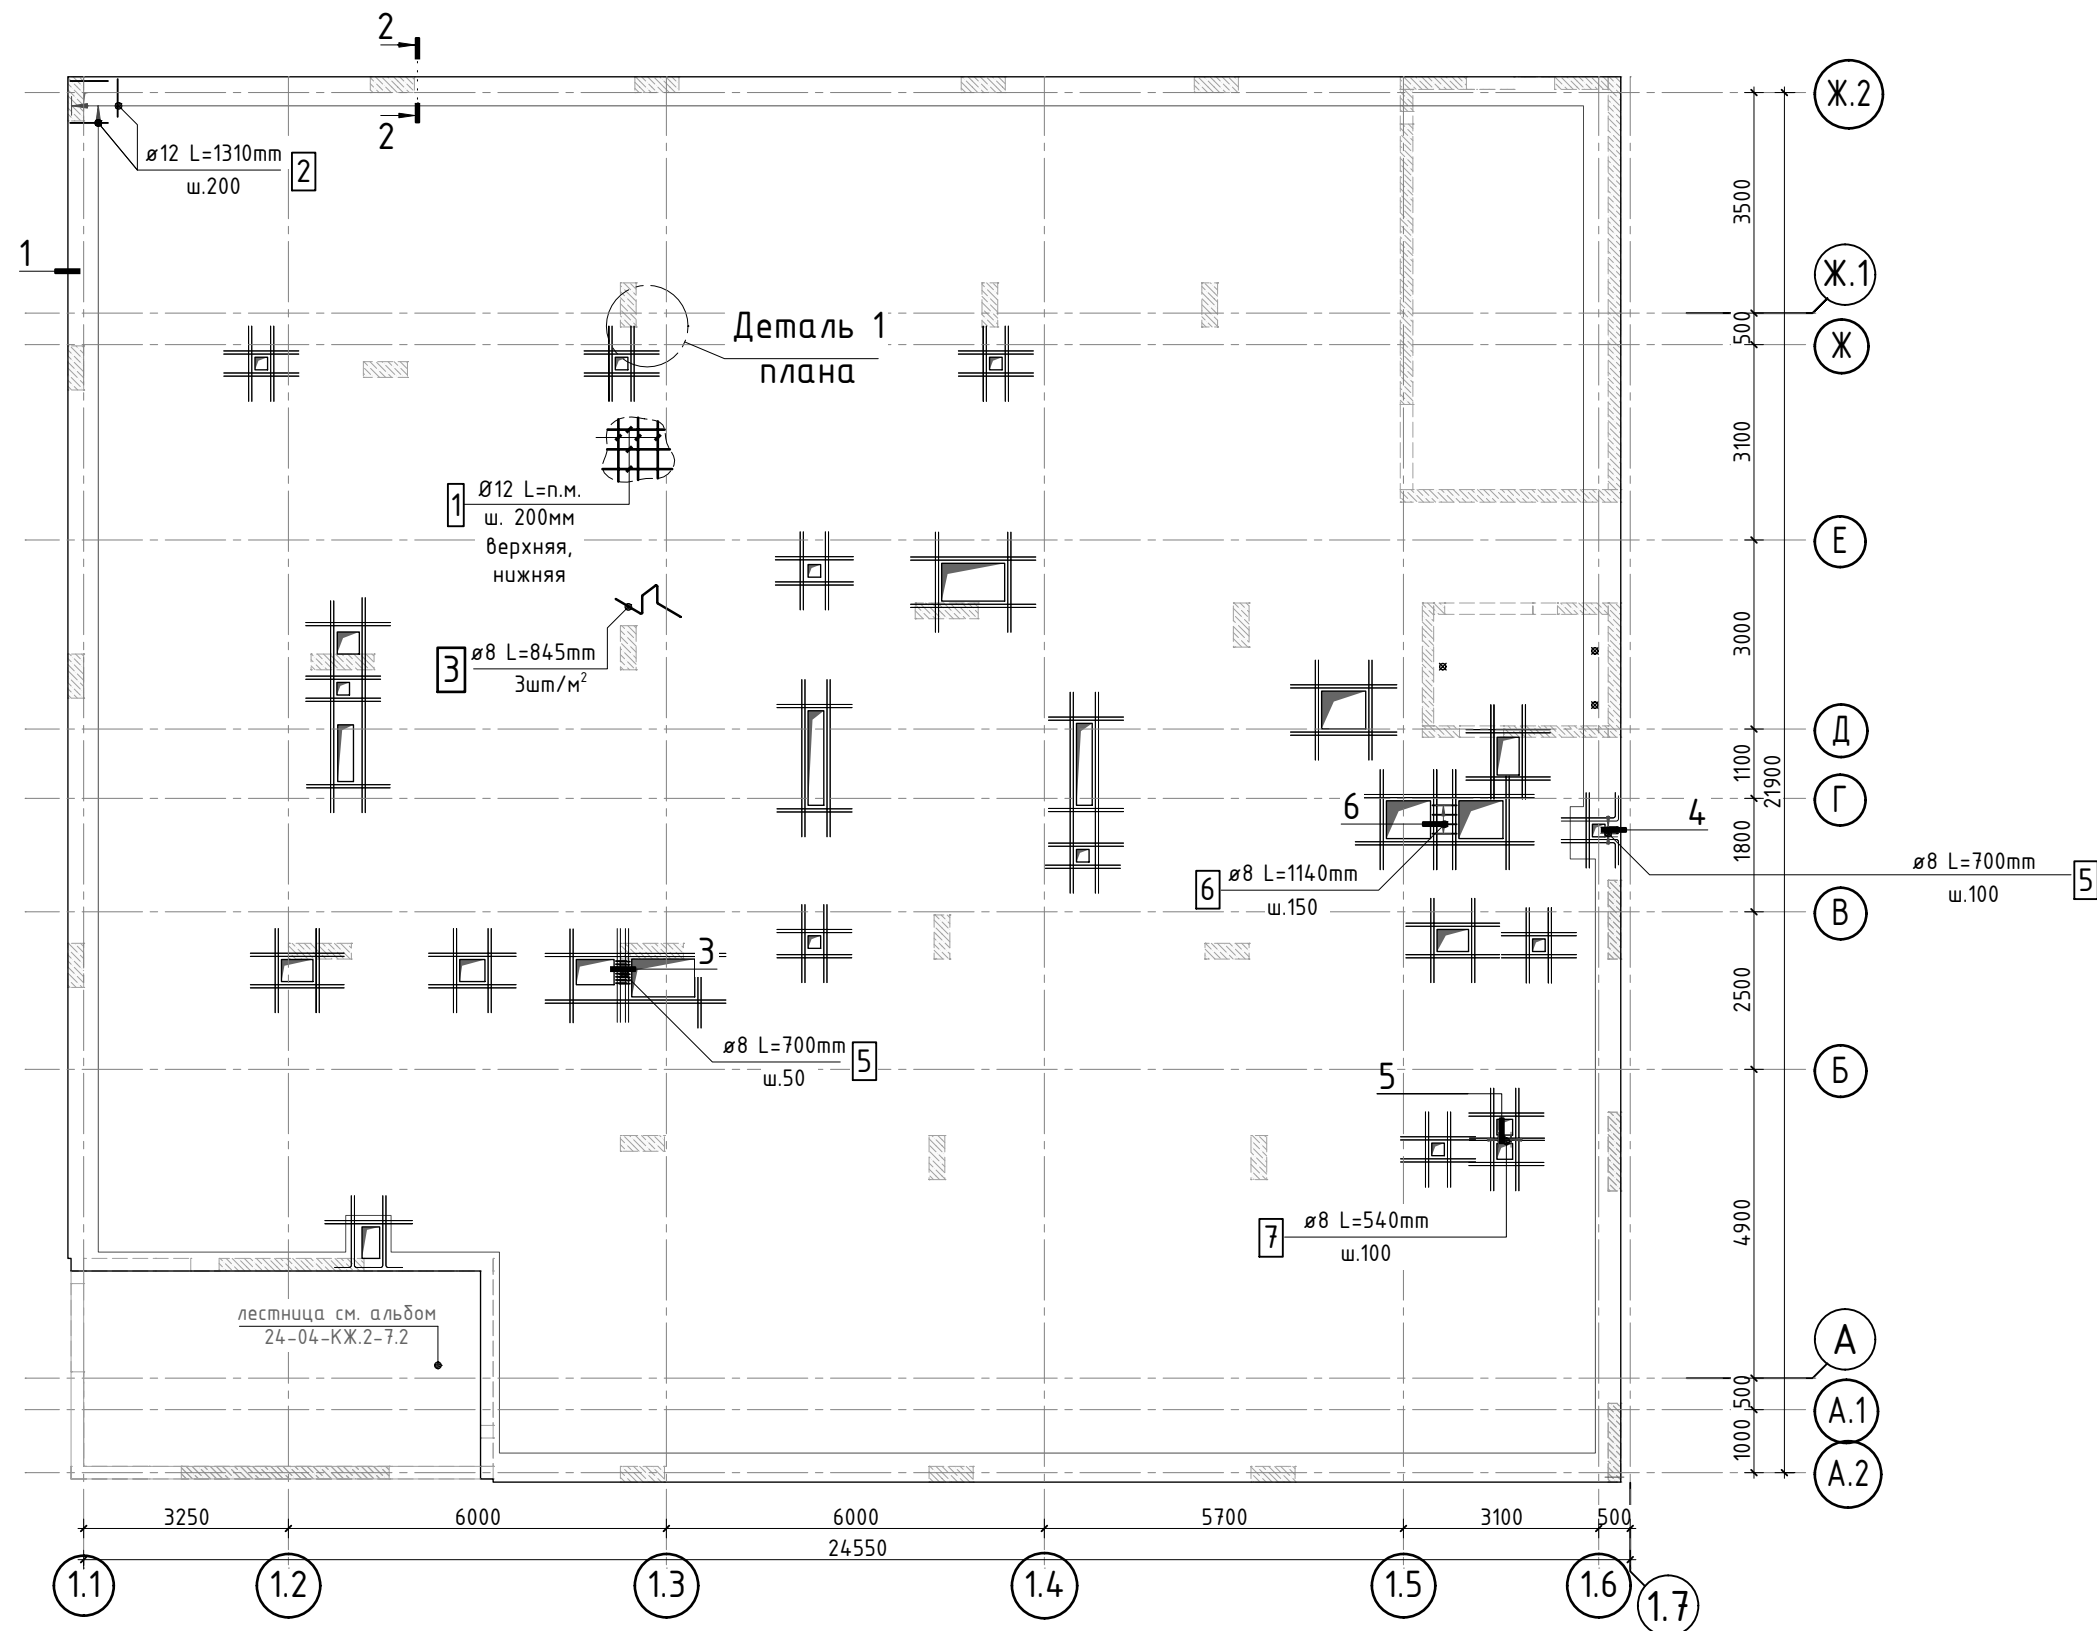 2
2
Ж.2
ø12 L=1310mm
2
ш.200
3500
1
Ж.1
Деталь 1
плана
500
Ж
3100
1
Ø12 L=п.м.
ш. 200мм
верхняя,
нижняя
Е
3
ø8 L=845mm
3шт/м²
3000
Д
1100
21900
Г
6
4
1800
ø8 L=700mm
5
ш.100
6
ø8 L=1140mm
ш.150
В
3
2500
ø8 L=700mm
5
ш.50
Б
5
7
ø8 L=540mm
ш.100
4900
лестница см. альбом
24-04-КЖ.2-7.2
А
500
А.1
1000
А.2
3250
6000
6000
5700
3100
500
24550
1.1
1.2
1.3
1.4
1.5
1.6
1.7